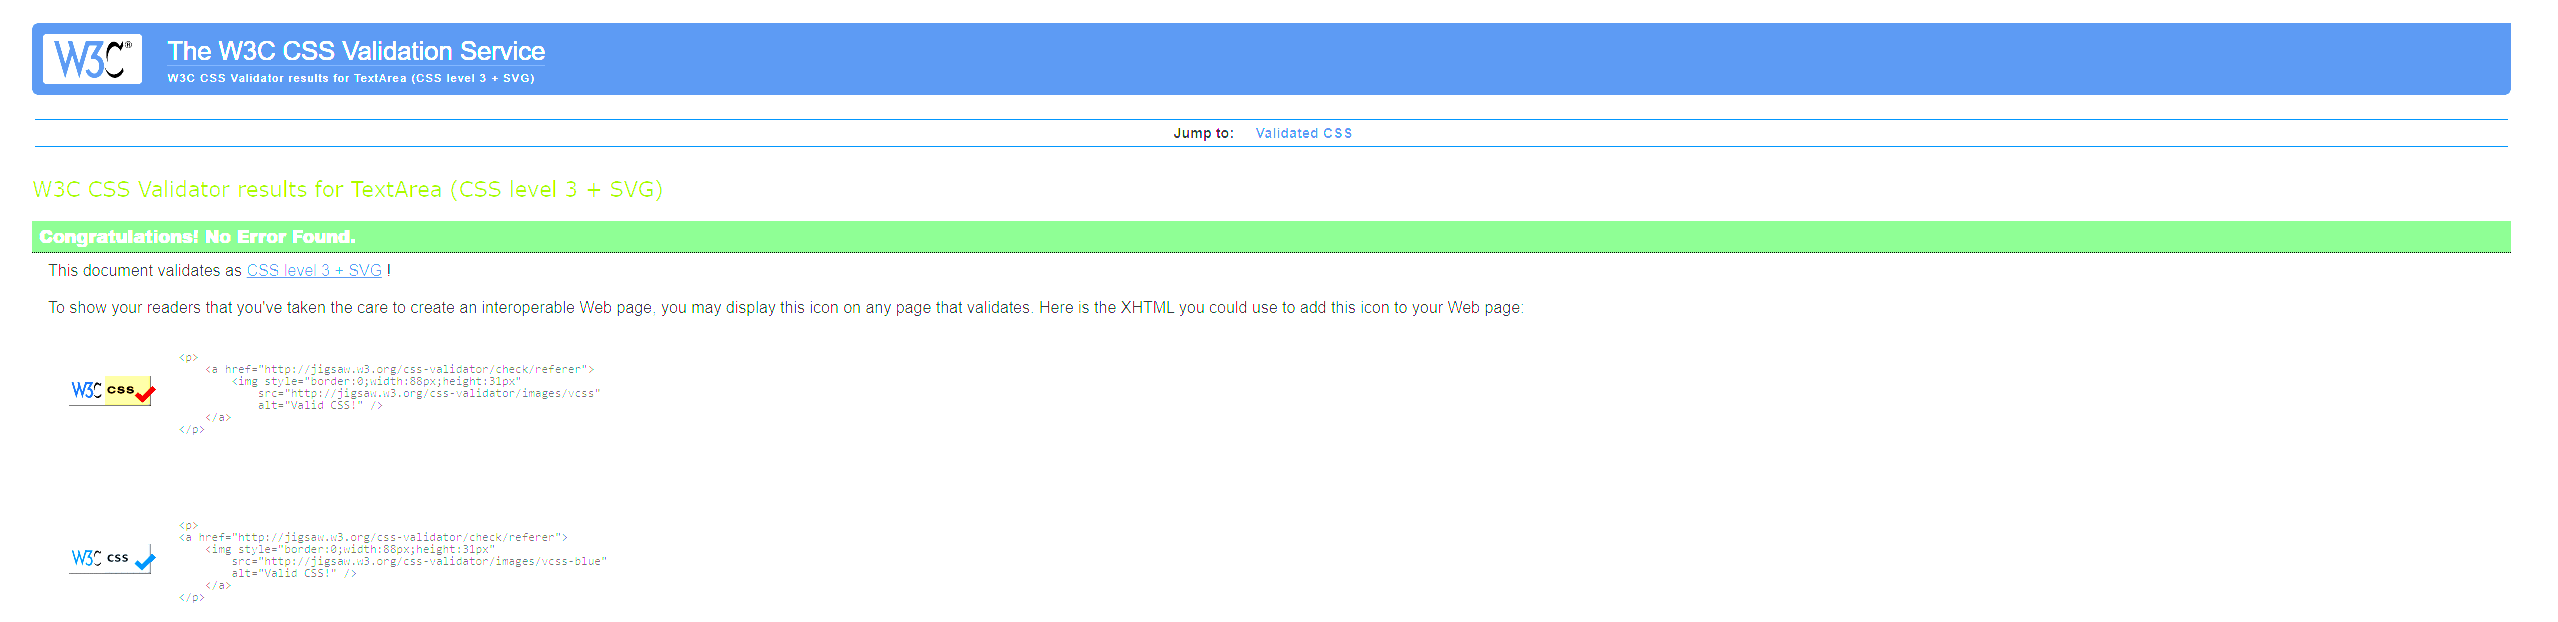 W3C®
The W3C CSS Validation Service
W3C CSS Validator results for TextArea (CSS level 3 + SVG)
Jump to: Validated CSS
W3C CSS Validator results for TextArea (CSS level 3 + SVG)
Congratulations! No Error Found.
This document validates as CSS level 3 + SVG !
To show your readers that you've taken the care to create an interoperable Web page, you may display this icon on any page that validates. Here is the XHTML you could use to add this icon to your Web page:
W3C css
<p>
<a href="http://jigsaw.w3.org/css-validator/check/referer">
<img style="border:0;width:88px;height:31px"
src="http://jigsaw.w3.org/css-validator/images/vcss"
alt="Valid CSS!" />
</a>
</p>
W3C css
<p>
<a href="http://jigsaw.w3.org/css-validator/check/referer">
<img style="border:0;width:88px;height:31px"
src="http://jigsaw.w3.org/css-validator/images/vcss-blue"
alt="Valid CSS!" />
</a>
</p>